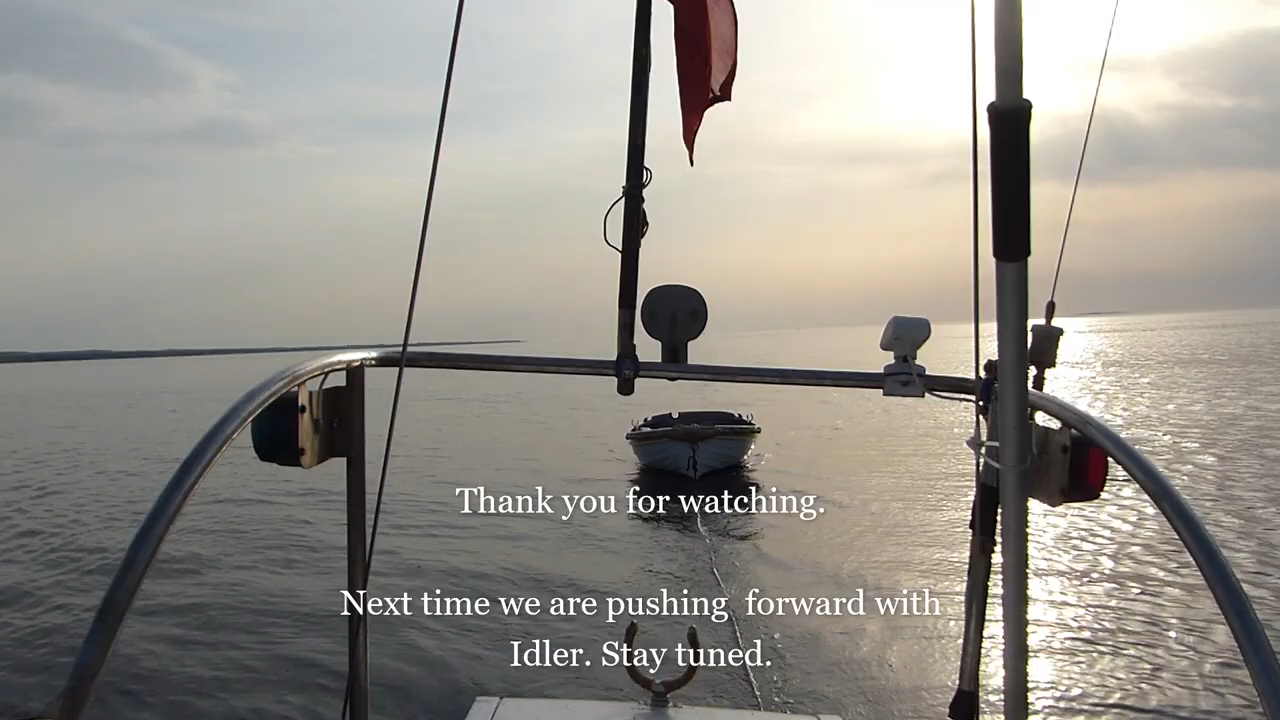 Thank you for watching.
Next time we are pushing  forward with
Idler. Stay tuned.